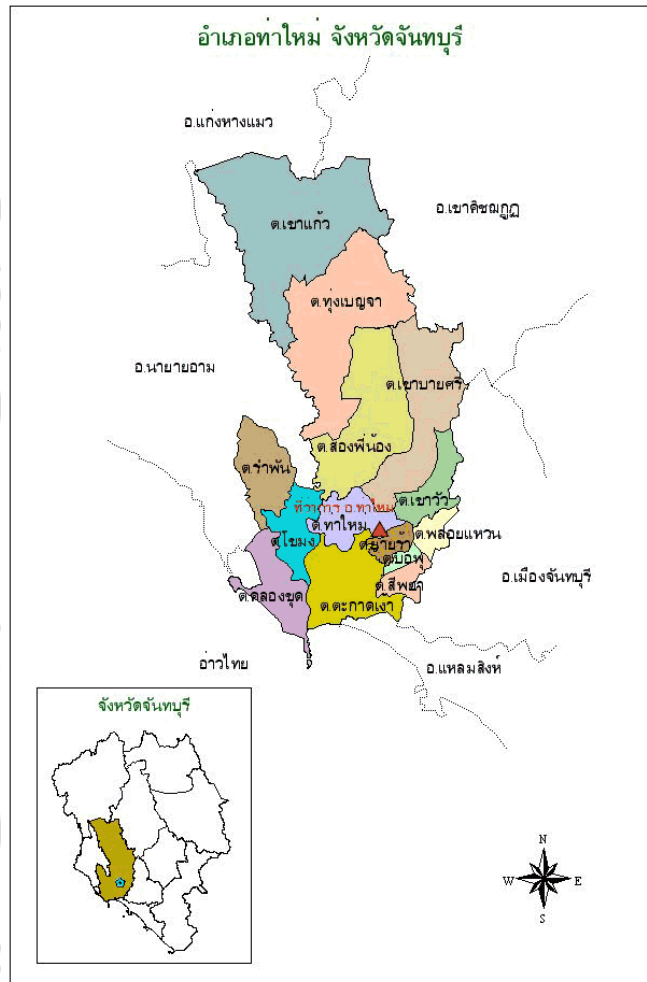 อำเภอท่าใหม่ จังหวัดจันทบุรี
อ.แก่งหางแมว
อ.เขาคิชฌกูฏ
ต.เขาแก้ว
ต.ทุ่งเบญจา
อ.นายายอาม
ต.เขาบายศรี
ต.สองพี่น้อง
ต.รำพัน
ต.เขาวัว
ที่ว่าการ อ.ท่าใหม่
ต.ท่าใหม่
ต.พลอยแหวน
ต.ยายร้า
ต.โขมง
ต.บ่อพุ
อ.เมืองจันทบุรี
ต.สีพยา
ต.คลองขุด
ต.ตะกาดเงา
อ่าวไทย
อ.แหลมสิงห์
จังหวัดจันทบุรี
N
W E
S